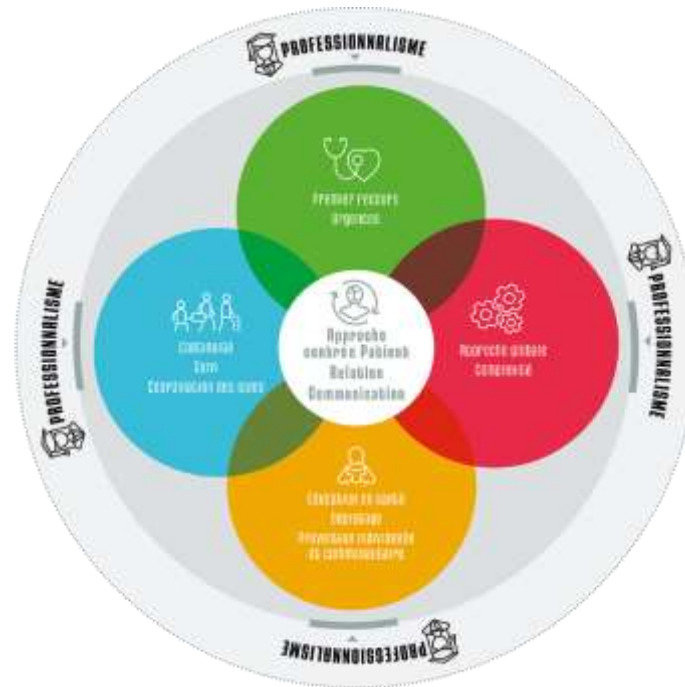 PROFESSIONNALISME
Premier recours
Urgences
PROFESSIONNALISME
PROFESSIONNALISME
Continuité
Suivi
Coordination des soins
Approche
centrée Patient
Relation
Communication
Approche globale
Complexité
Education en santé
Dépistage
Prévention individuelle
et communautaire
PROFESSIONNALISME